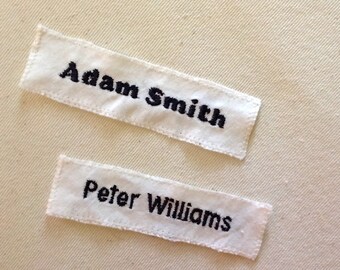 Adam Smith
Peter Williams